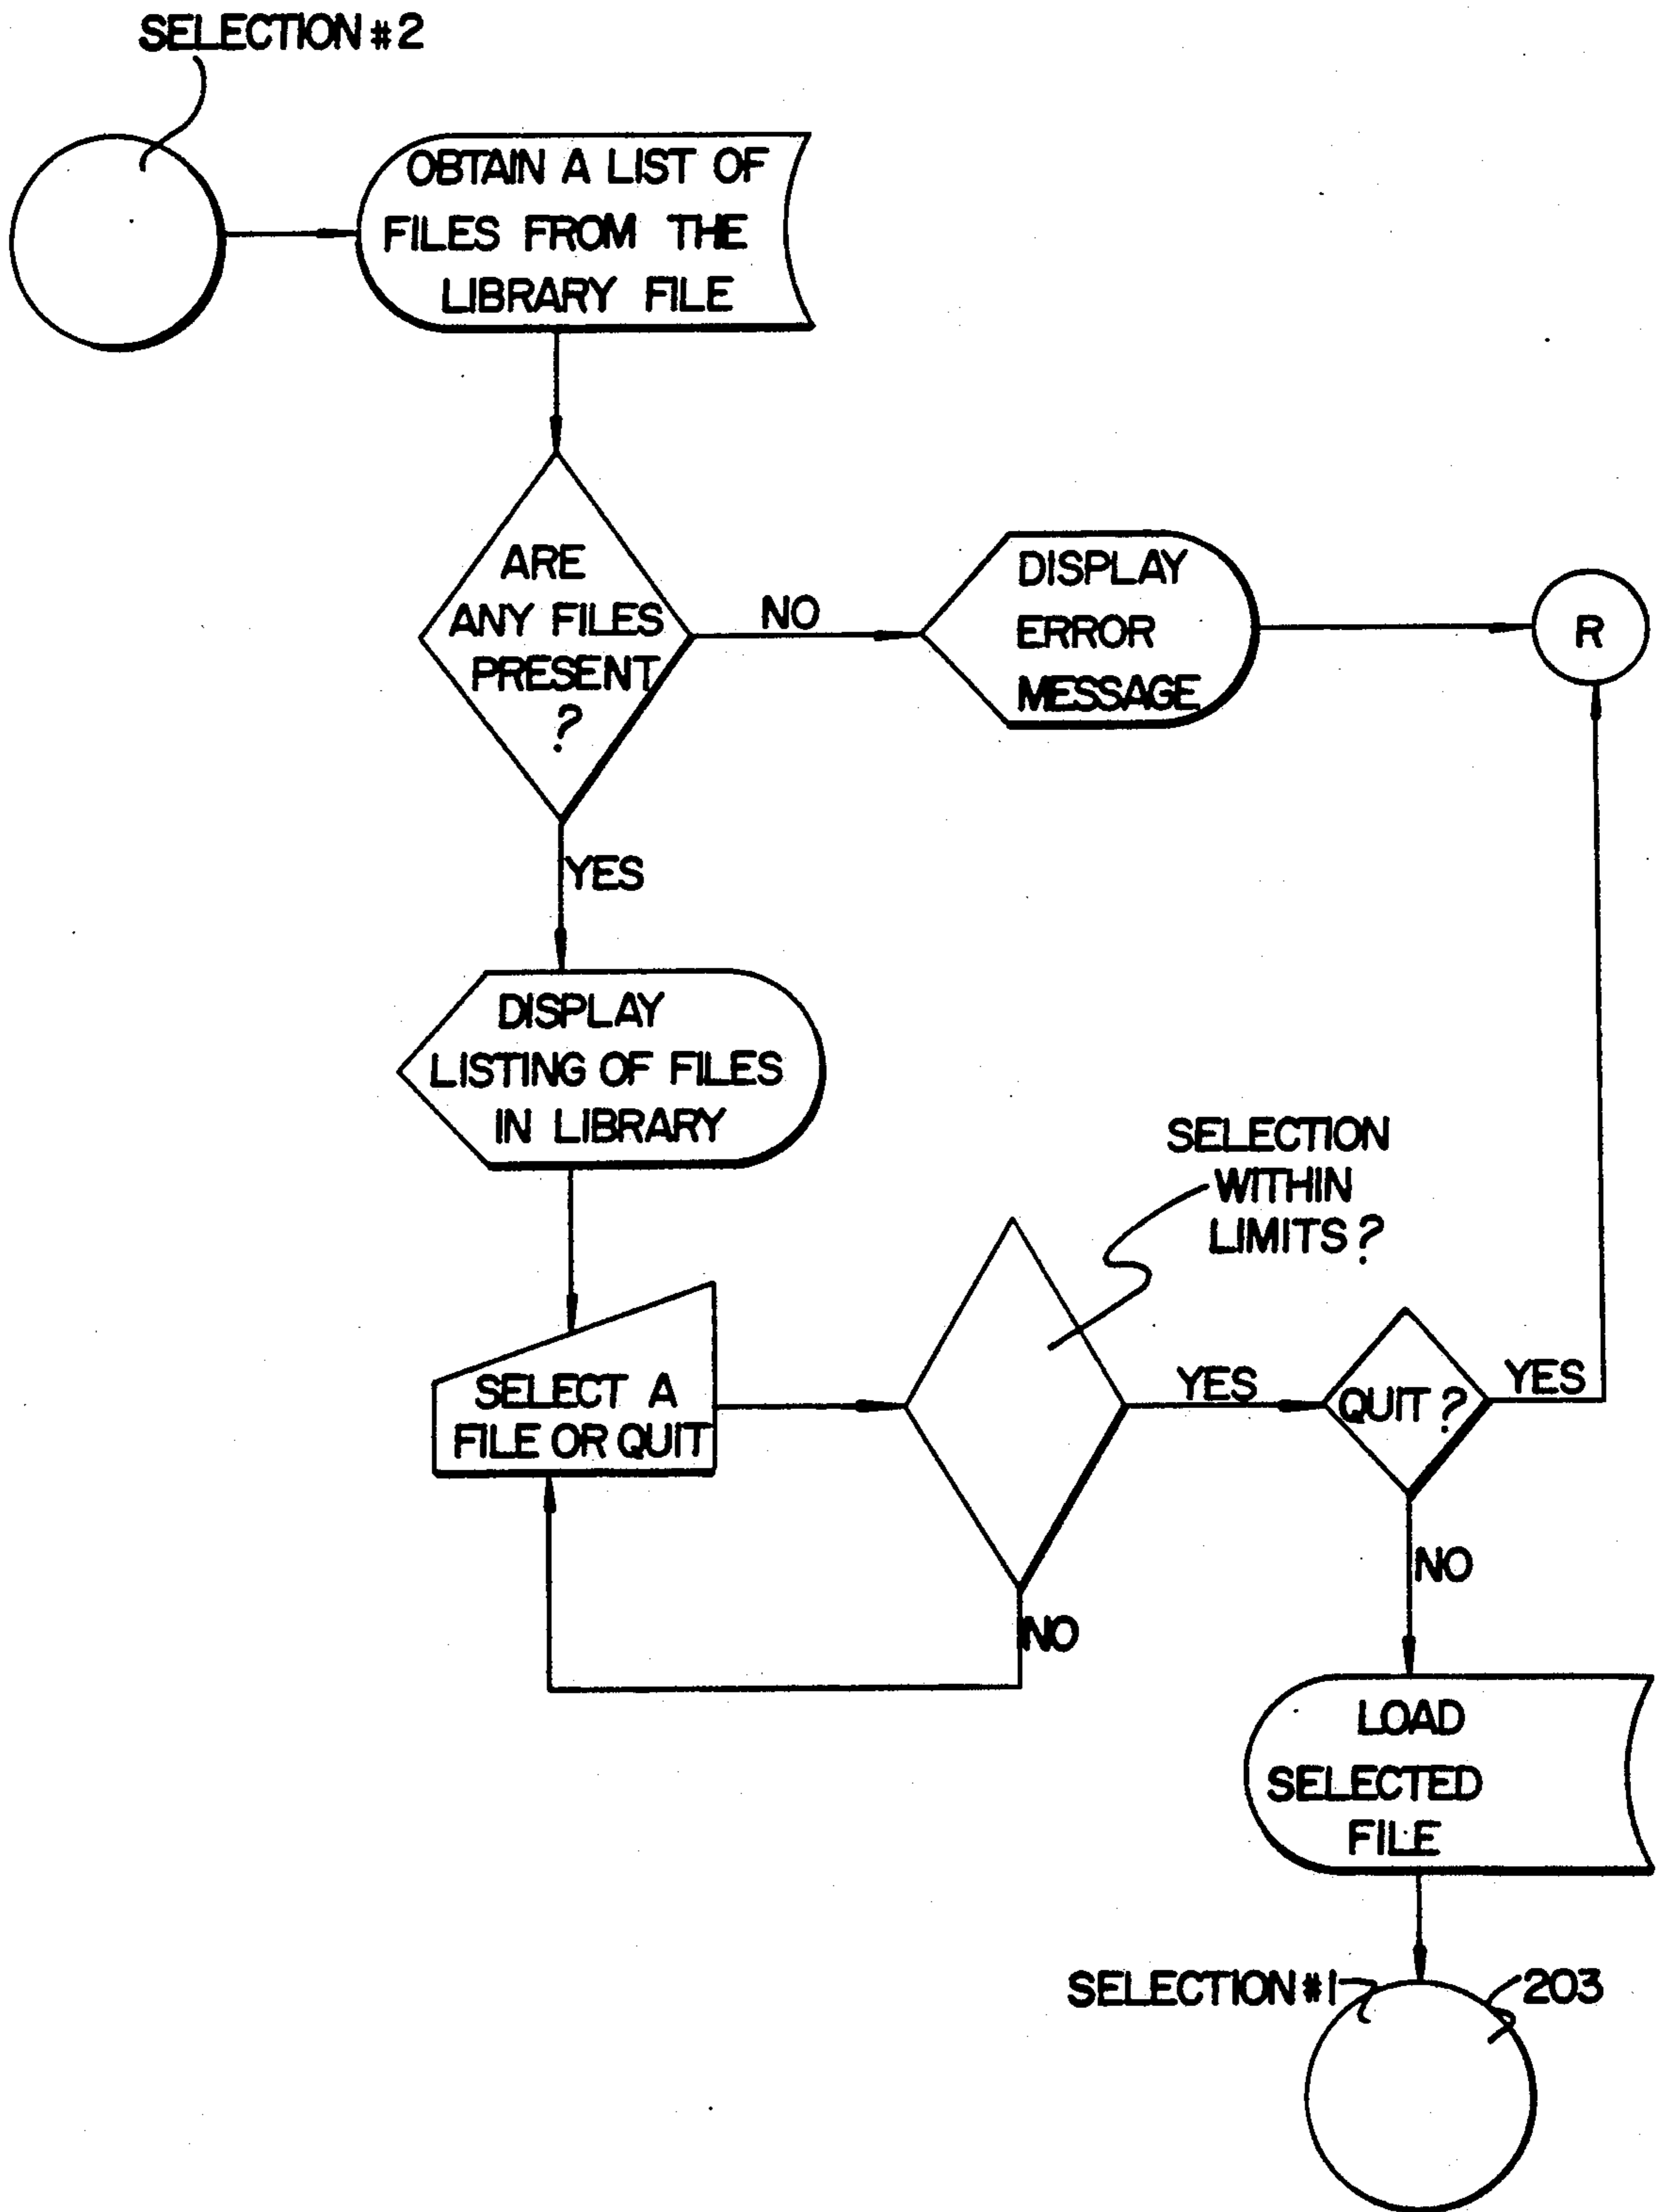 SELECTION #2
OBTAIN A LIST OF
FILES FROM THE
LIBRARY FILE
ARE
ANY FILES
PRESENT
?
NO
DISPLAY
ERROR
MESSAGE
R
YES
DISPLAY
LISTING OF FILES
IN LIBRARY
SELECTION
WITHIN
LIMITS?
SELECT A
FILE OR QUIT
YES
QUIT?
YES
NO
NO
LOAD
SELECTED
FILE
SELECTION #1
203